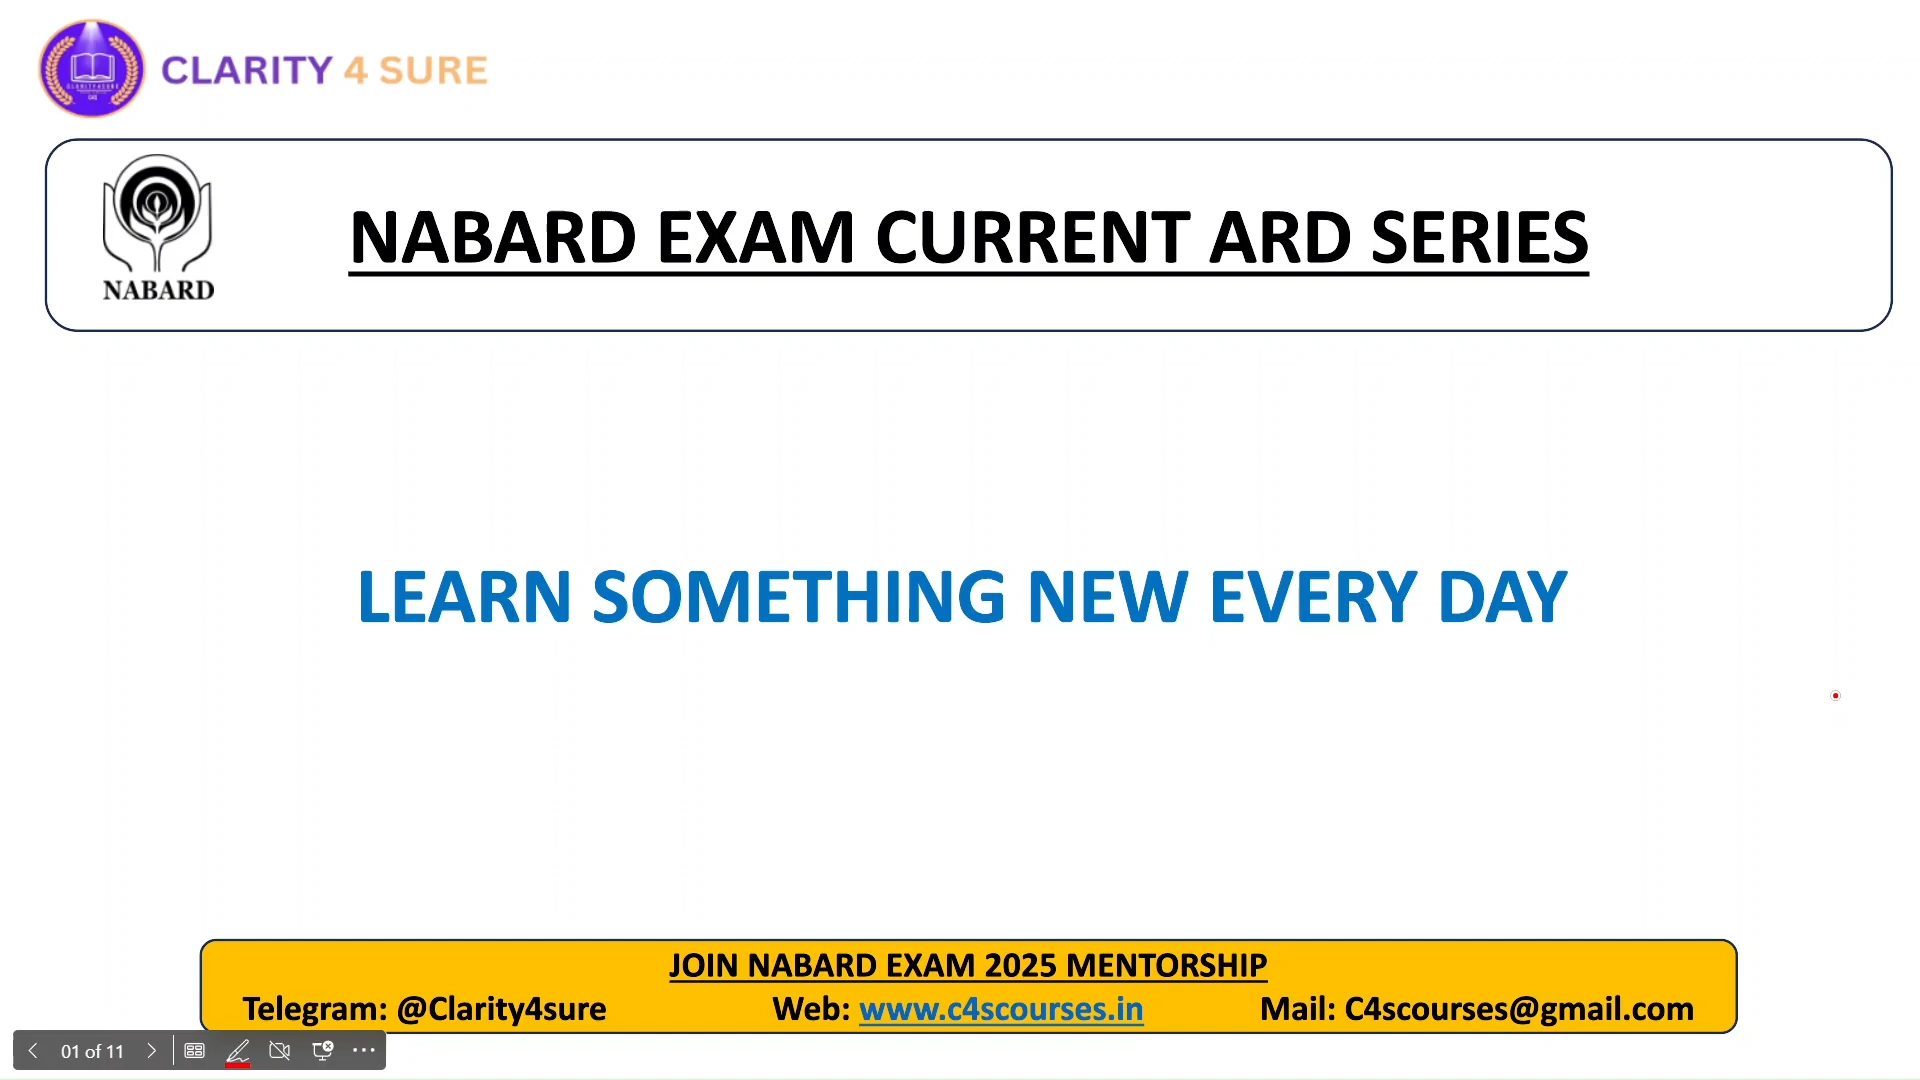 CLARITY 4 SURE
NABARD
NABARD EXAM CURRENT ARD SERIES
LEARN SOMETHING NEW EVERY DAY
JOIN NABARD EXAM 2025 MENTORSHIP
Telegram: @Clarity4sure Web: www.c4scourses.in Mail: C4scourses@gmail.com
01 of 11